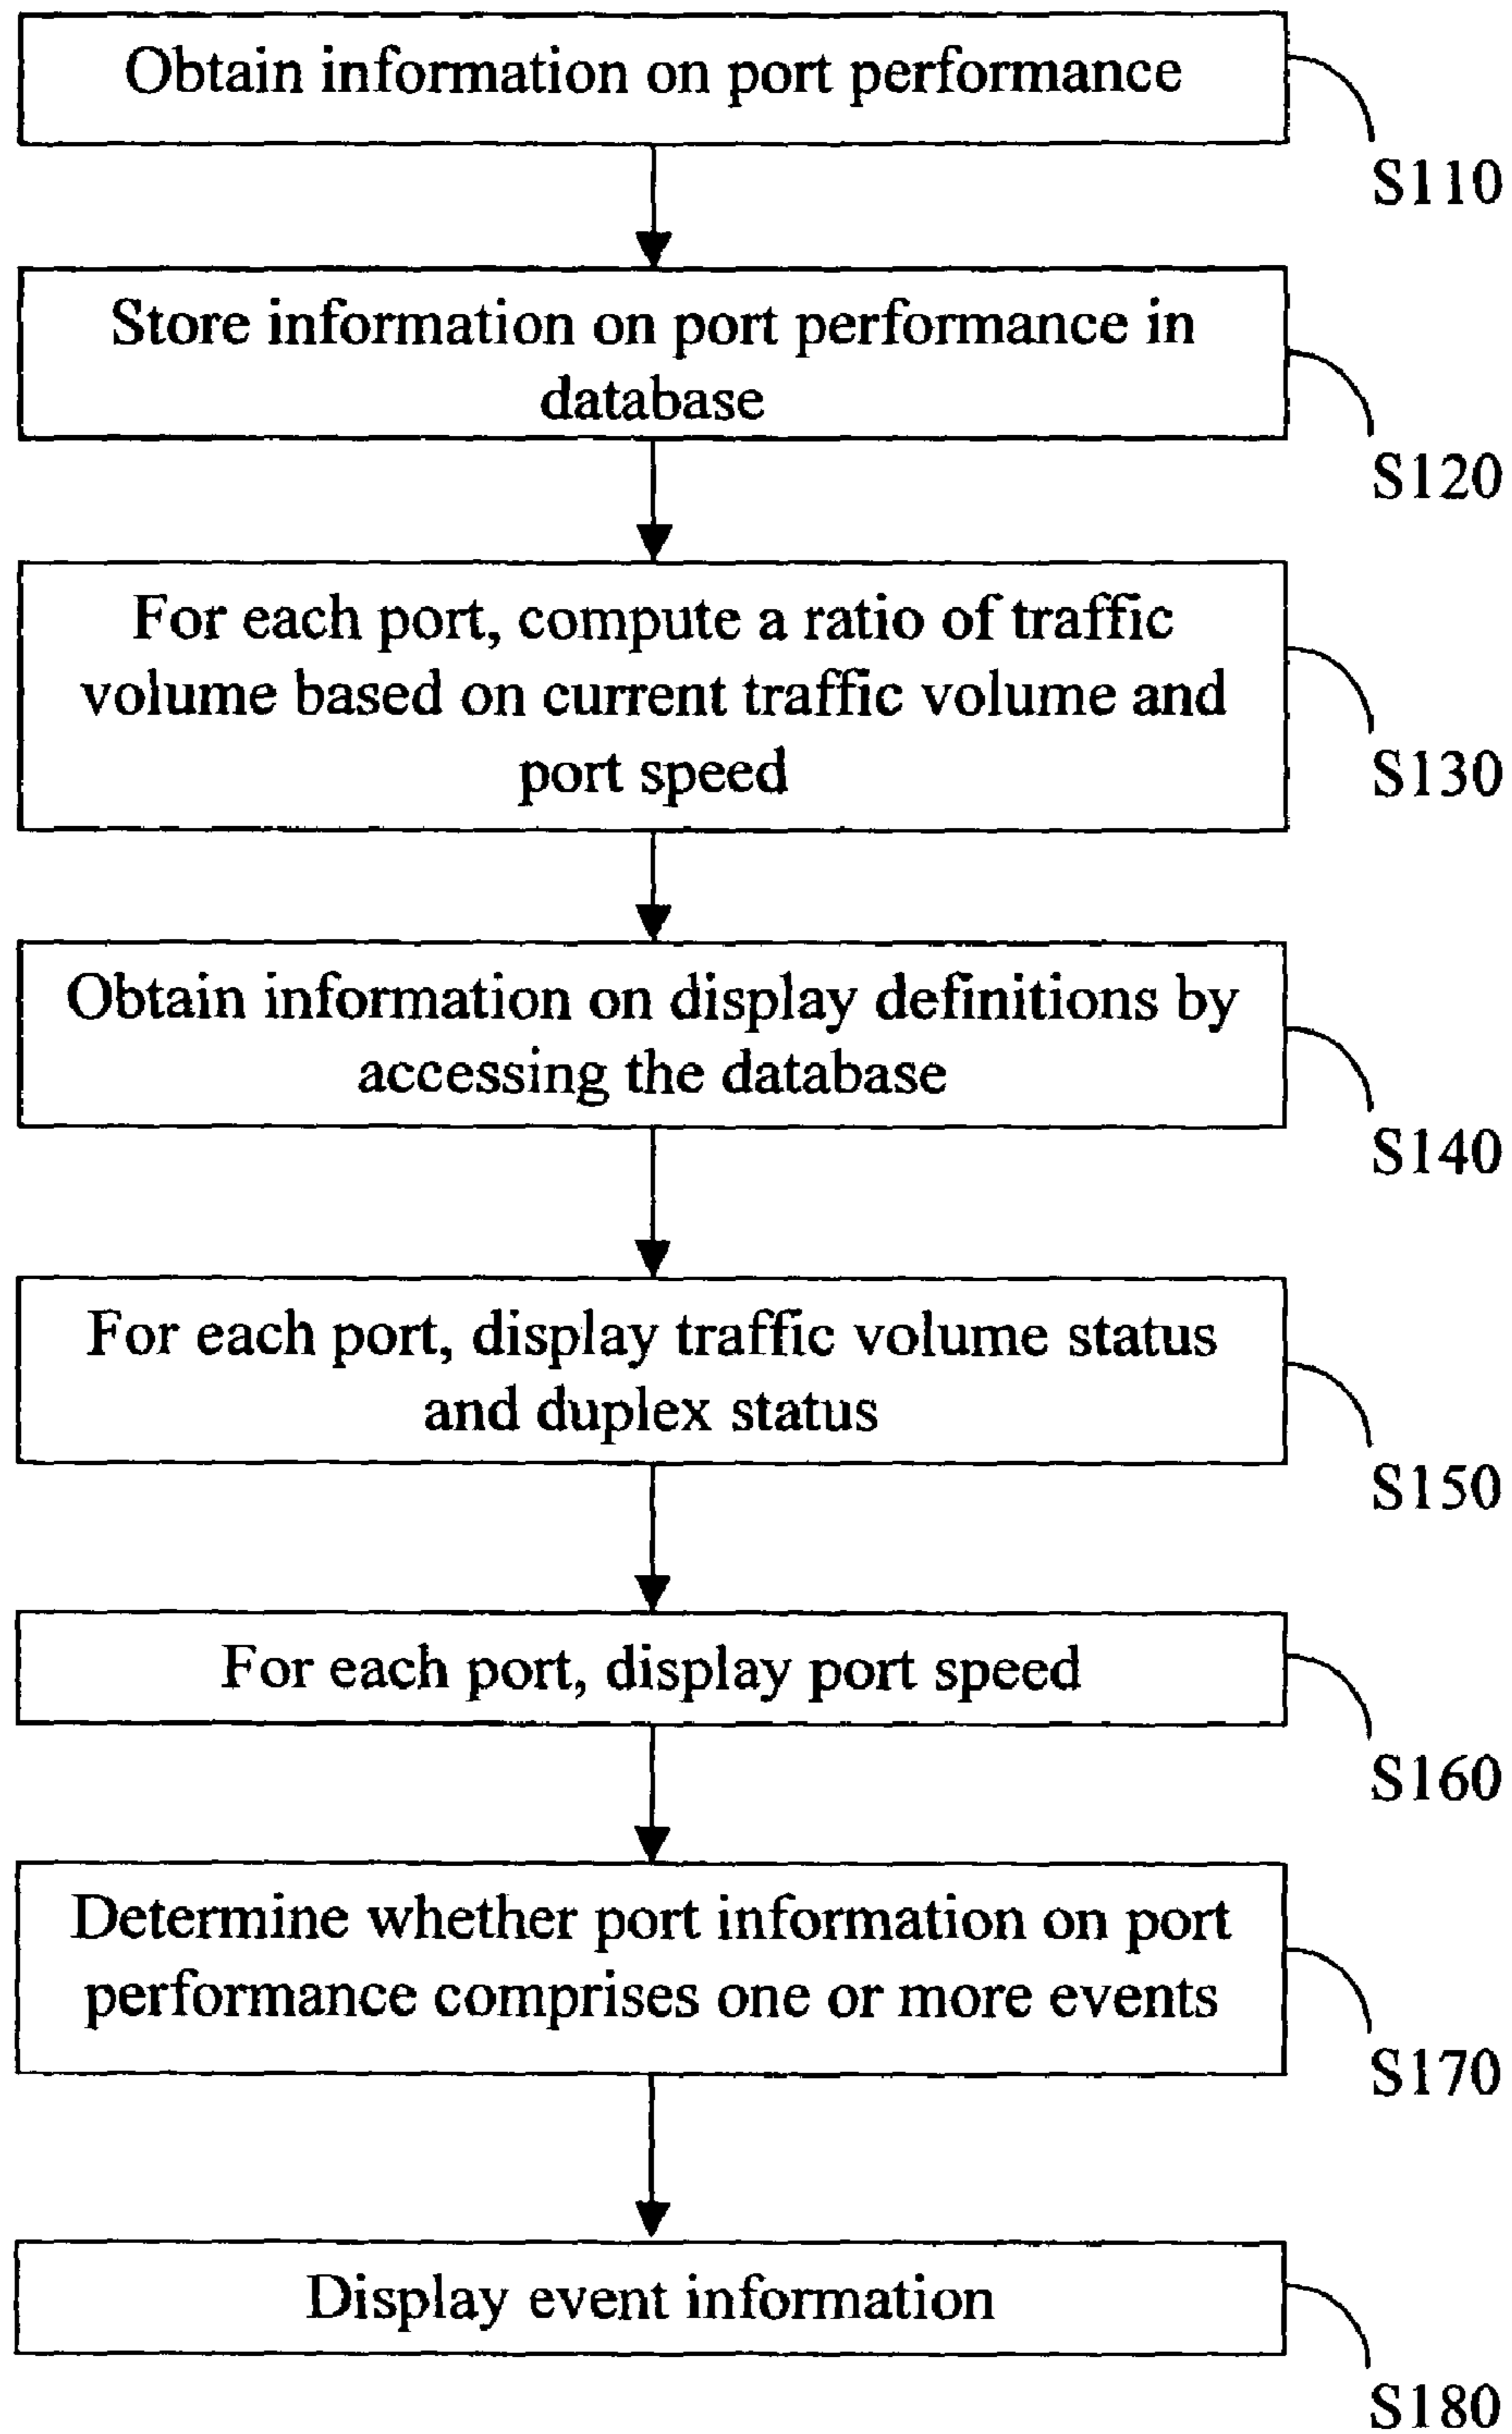 Obtain information on port performance
S110
Store information on port performance in
database
S120
For each port, compute a ratio of traffic
volume based on current traffic volume and
port speed
S130
Obtain information on display definitions by
accessing the database
S140
For each port, display traffic volume status
and duplex status
S150
For each port, display port speed
S160
Determine whether port information on port
performance comprises one or more events
S170
Display event information
S180